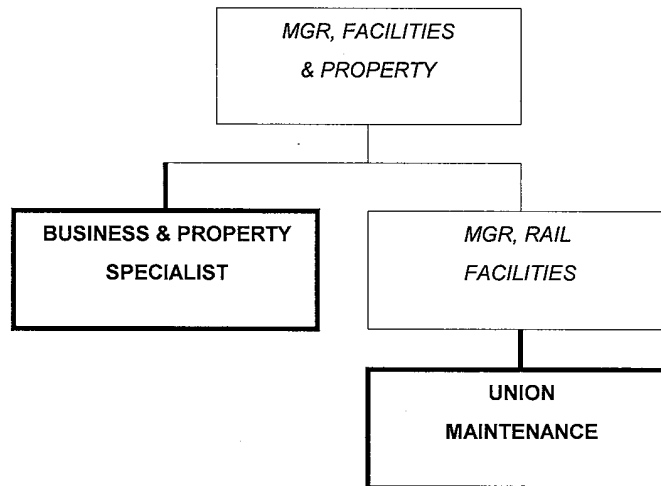 MGR, FACILITIES
& PROPERTY
BUSINESS & PROPERTY
SPECIALIST
MGR, RAIL
FACILITIES
UNION
MAINTENANCE